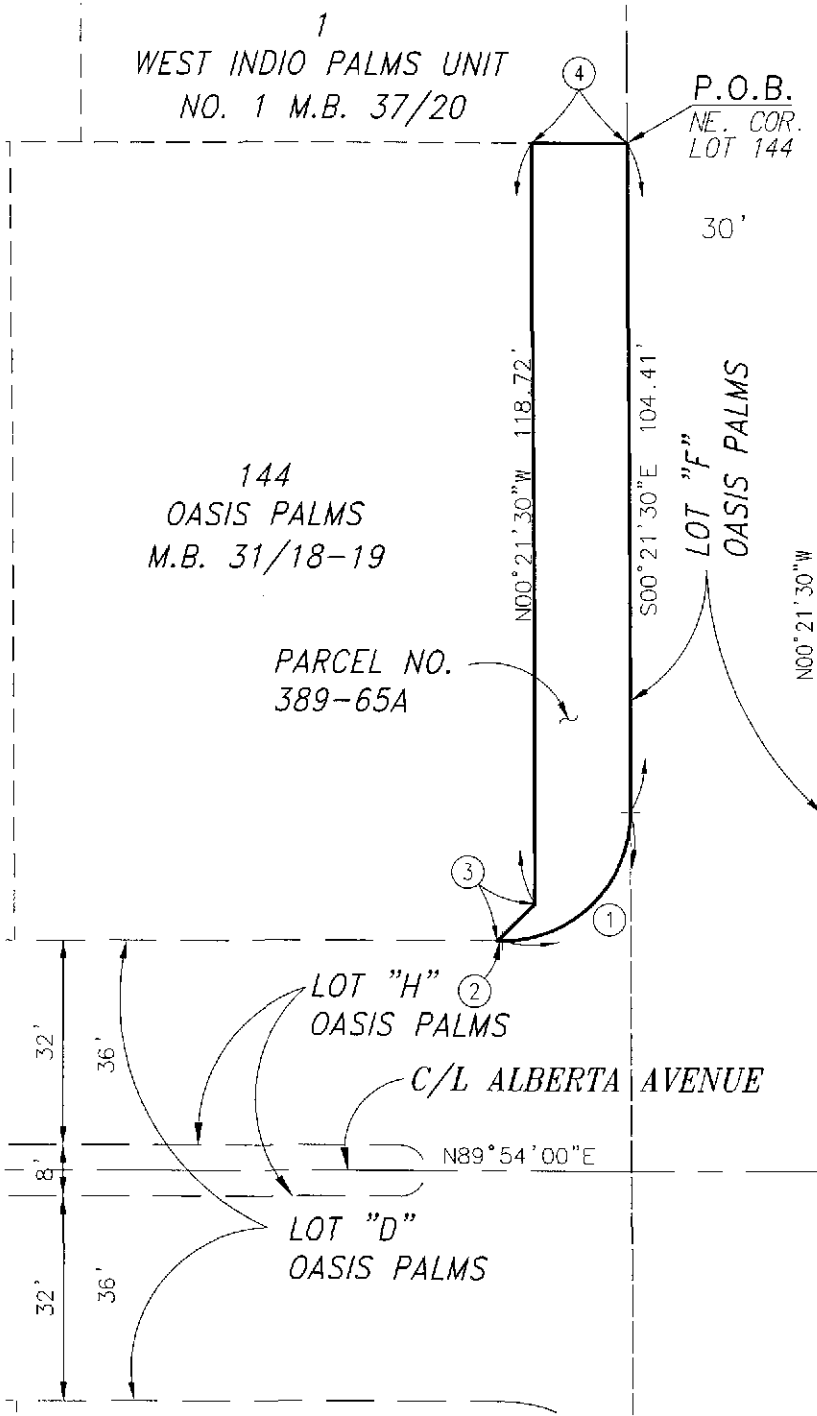 1
WEST INDIO PALMS UNIT
NO. 1 M.B. 37/20
4
P.O.B.
NE. COR.
LOT 144
30'
N00°21'30"W 118.72'
S00°21'30"E 104.41'
LOT "F"
OASIS PALMS
N00°21'30"W
144
OASIS PALMS
M.B. 31/18-19
PARCEL NO.
389-65A
3
1
2
LOT "H"
OASIS PALMS
32'
36'
C/L ALBERTA AVENUE
N89°54'00"E
8'
LOT "D"
OASIS PALMS
32'
36'